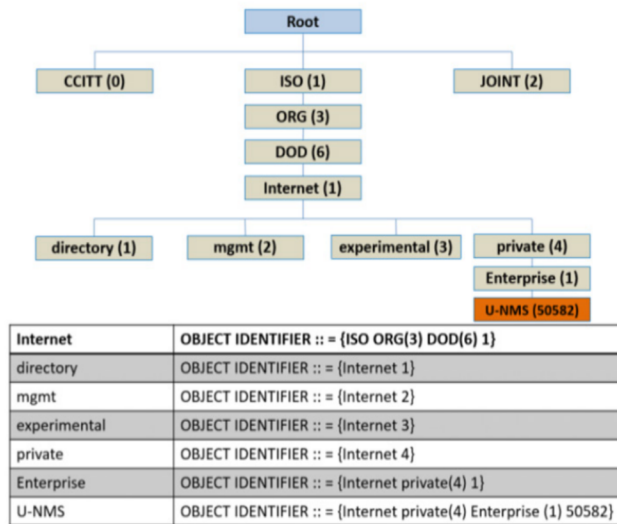 Root
CCITT (0) ISO (1) JOINT (2)
ORG (3)
DOD (6)
Internet (1)
directory (1) mgmt (2) experimental (3) private (4)
Enterprise (1)
U-NMS (50582)
Internet OBJECT IDENTIFIER :: = {ISO ORG(3) DOD(6) 1}
directory OBJECT IDENTIFIER :: = {Internet 1}
mgmt OBJECT IDENTIFIER :: = {Internet 2}
experimental OBJECT IDENTIFIER :: = {Internet 3}
private OBJECT IDENTIFIER :: = {Internet 4}
Enterprise OBJECT IDENTIFIER :: = {Internet private(4) 1}
U-NMS OBJECT IDENTIFIER :: = {Internet private(4) Enterprise (1) 50582}